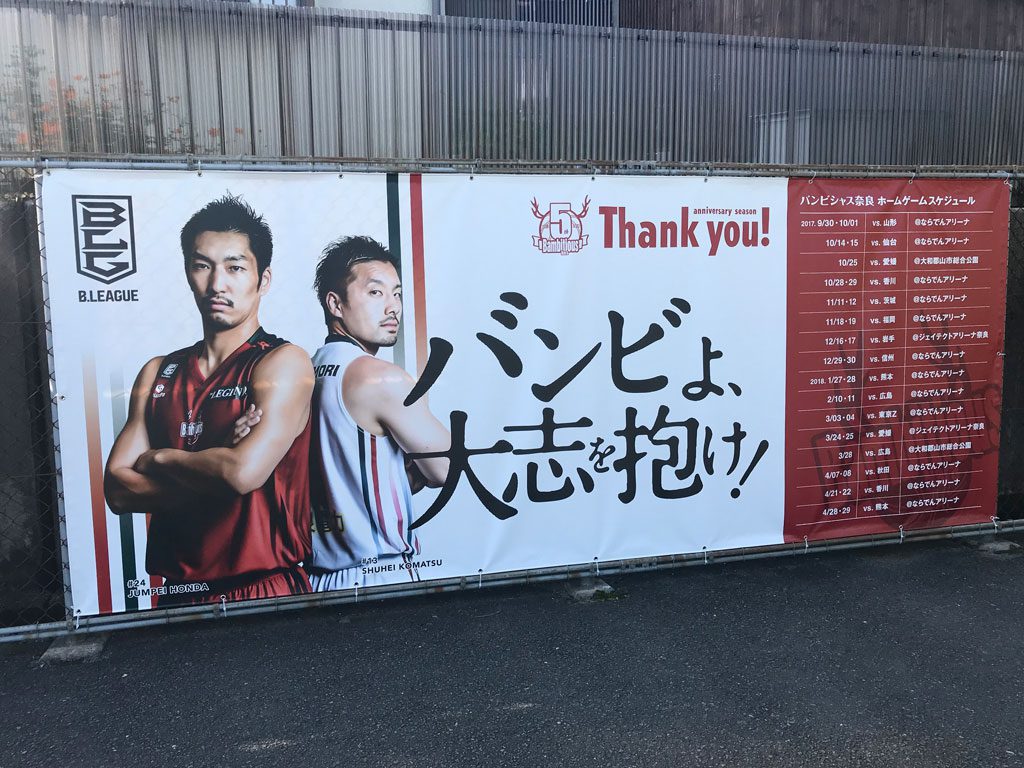 B.LEAGUE
#24
JUMPEI HONDA
#13
SHUHEI KOMATSU
5th
Bambitious
anniversary season
Thank you!
バンビよ、
大志を抱け!
バンビシャス奈良 ホームゲームスケジュール
2017. 9/30・10/01 vs. 山形 @ならでんアリーナ
10/14・15 vs. 仙台 @ならでんアリーナ
10/25 vs. 愛媛 @大和郡山市総合公園
10/28・29 vs. 香川 @ならでんアリーナ
11/11・12 vs. 茨城 @ならでんアリーナ
11/18・19 vs. 福岡 @ならでんアリーナ
12/16・17 vs. 岩手 @ジェイテクトアリーナ奈良
12/29・30 vs. 信州 @ならでんアリーナ
2018. 1/27・28 vs. 熊本 @ならでんアリーナ
2/10・11 vs. 広島 @ならでんアリーナ
3/03・04 vs. 東京Z @ならでんアリーナ
3/24・25 vs. 愛媛 @ジェイテクトアリーナ奈良
3/28 vs. 広島 @大和郡山市総合公園
4/07・08 vs. 秋田 @ならでんアリーナ
4/21・22 vs. 香川 @ならでんアリーナ
4/28・29 vs. 熊本 @ならでんアリーナ